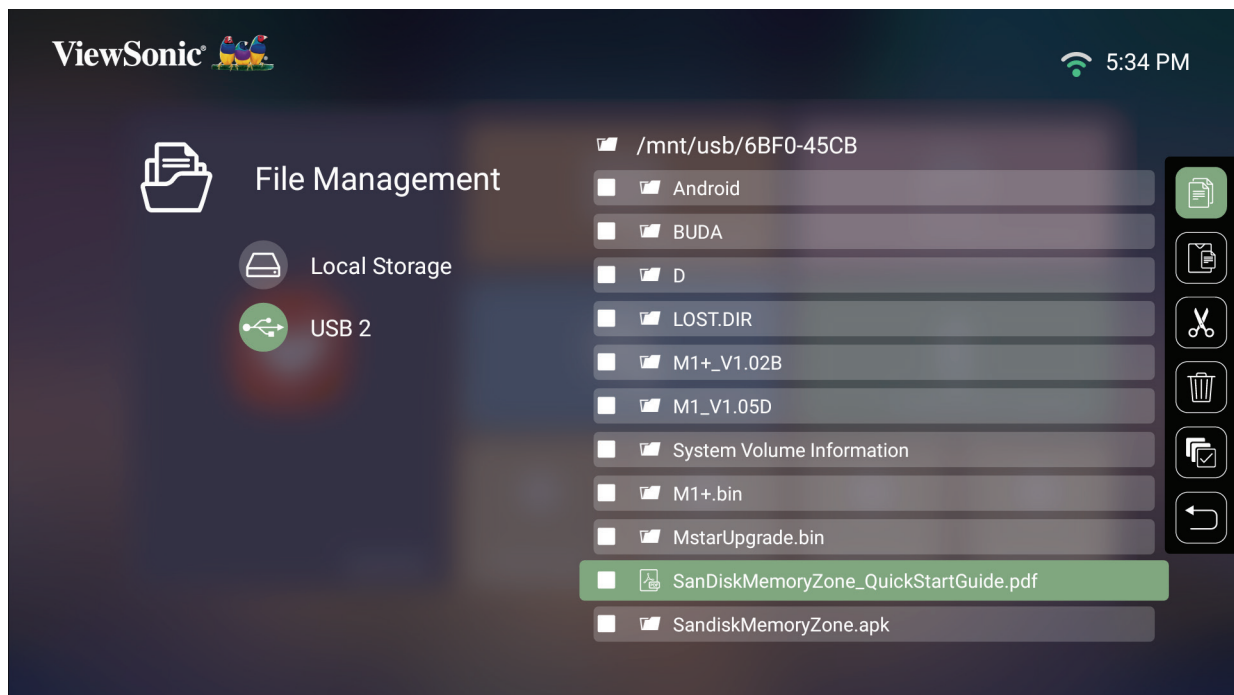 ViewSonic®
5:34 PM
File Management
Local Storage
USB 2
/mnt/usb/6BF0-45CB
Android
BUDA
D
LOST.DIR
M1+_V1.02B
M1_V1.05D
System Volume Information
M1+.bin
MstarUpgrade.bin
SanDiskMemoryZone_QuickStartGuide.pdf
SandiskMemoryZone.apk